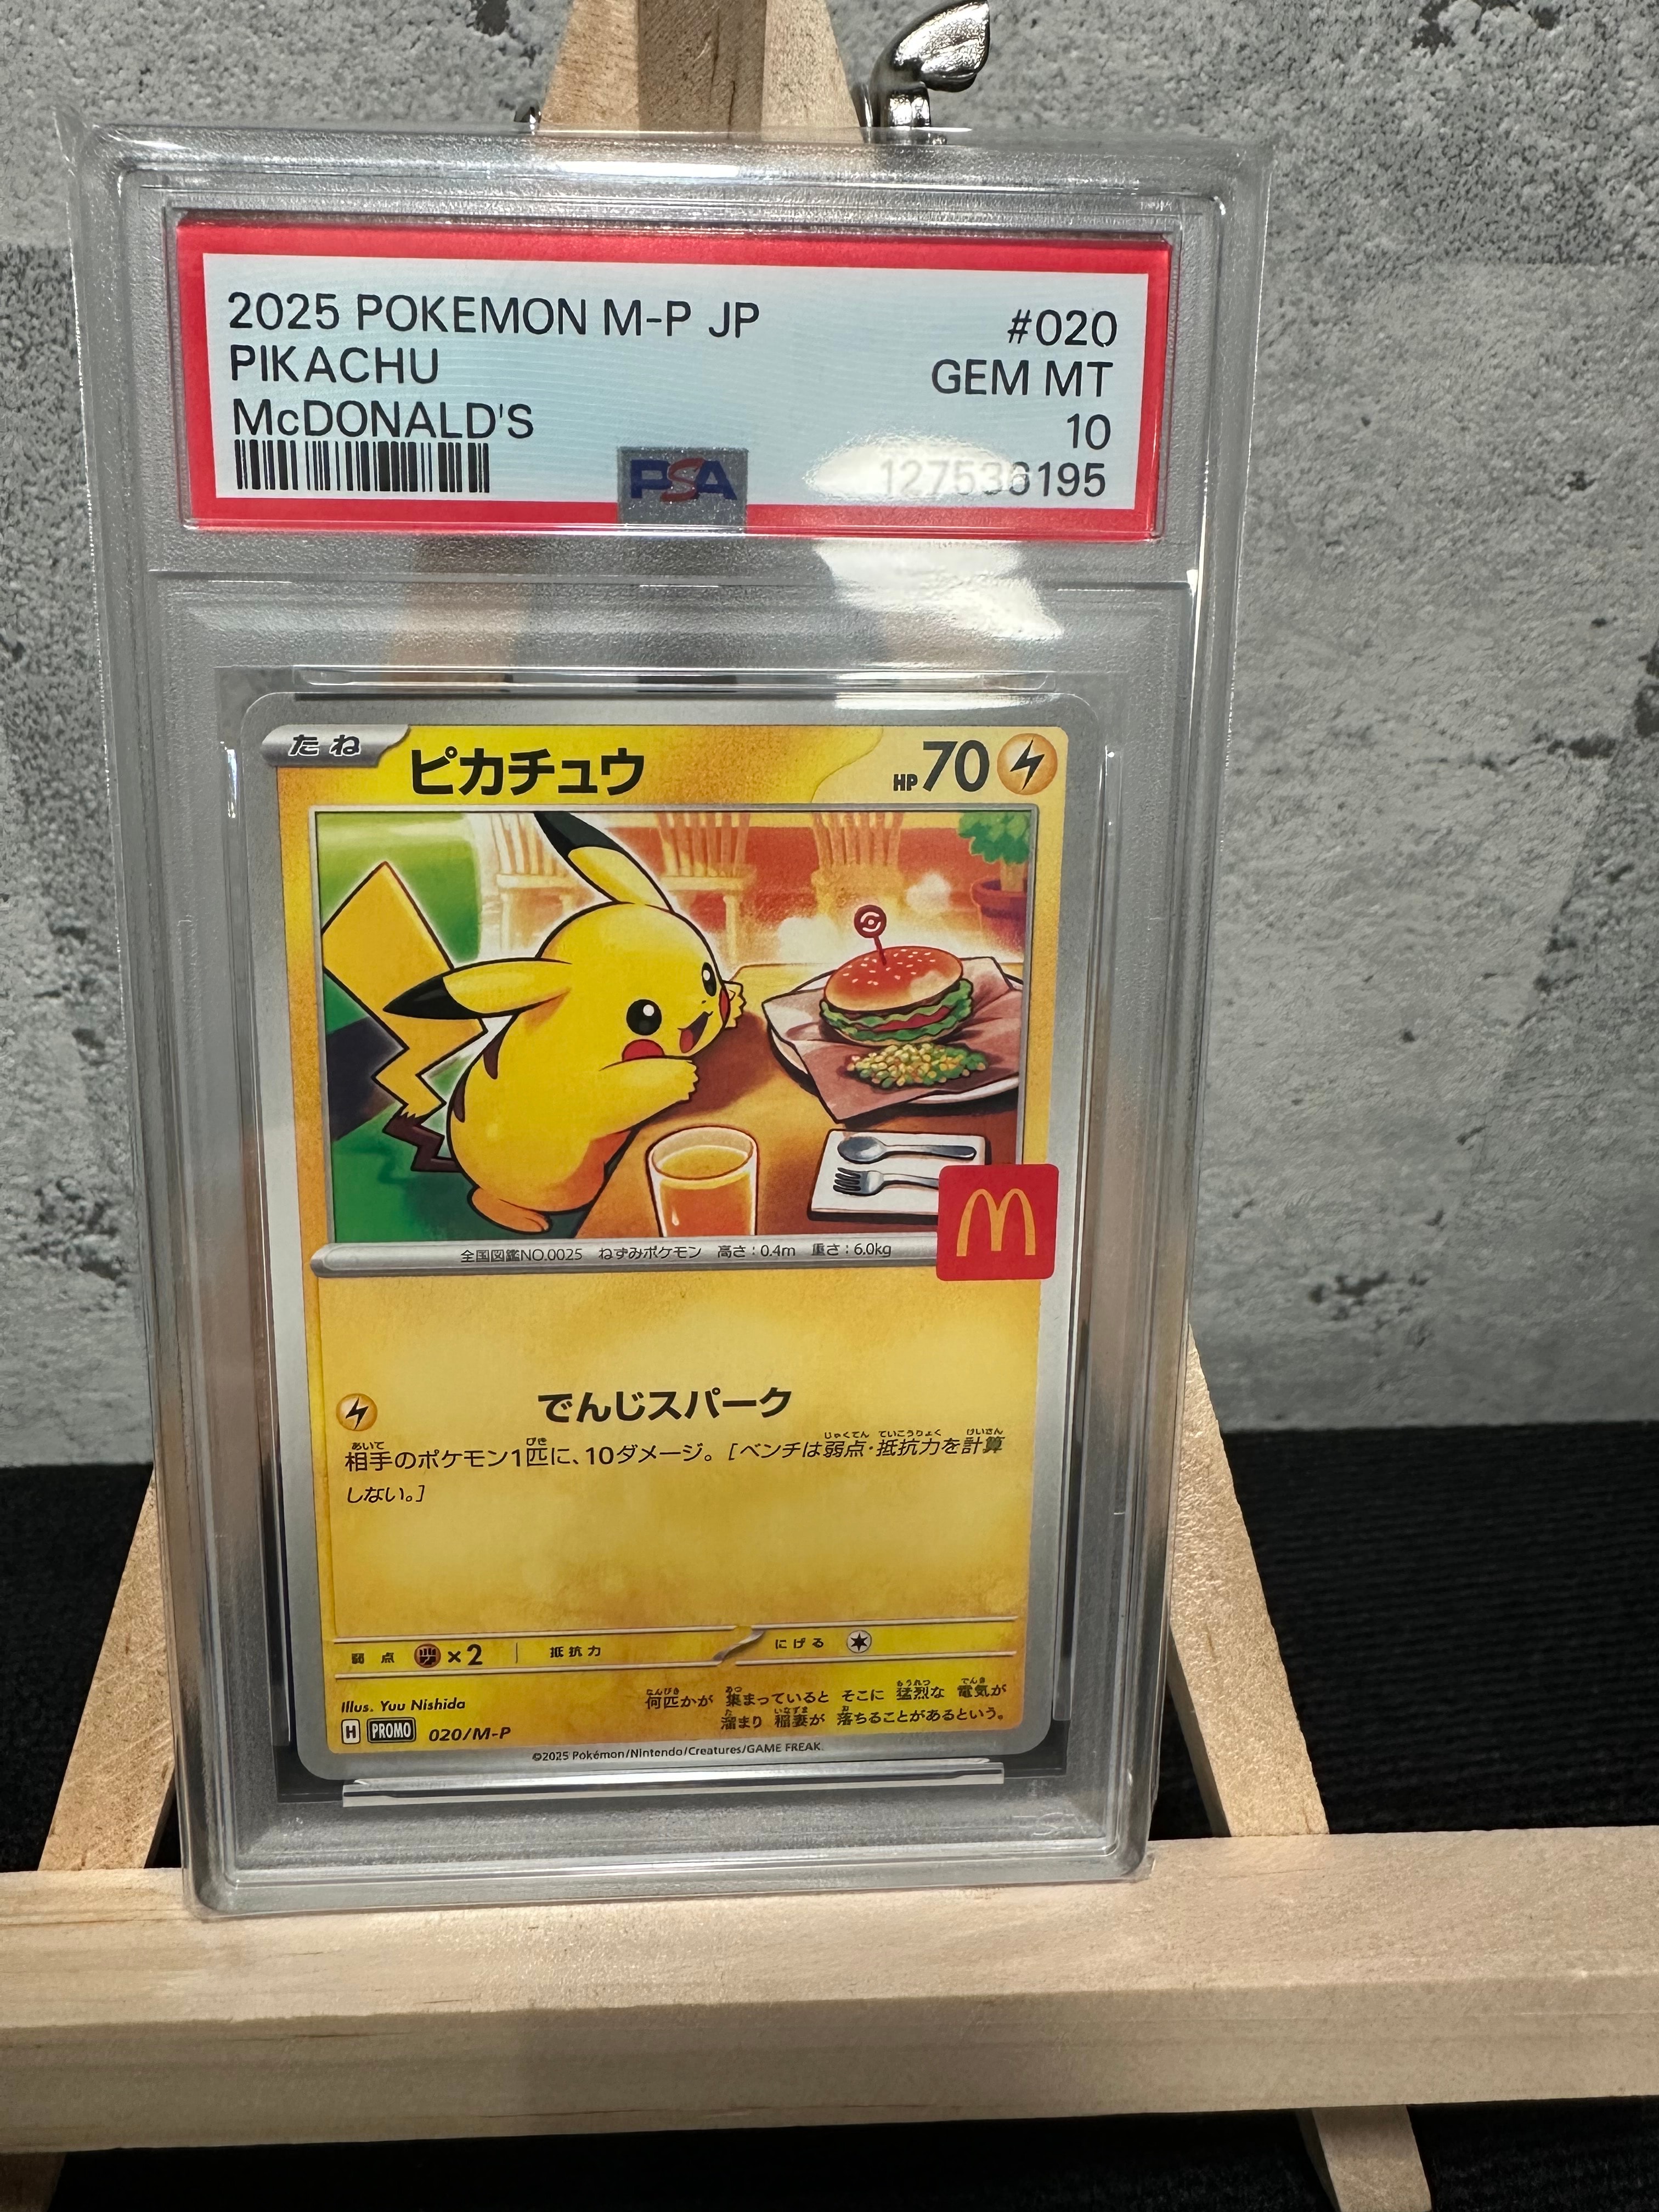 2025 POKEMON M-P JP #020
PIKACHU GEM MT
McDONALD'S 10
PSA 127536195
たね ピカチュウ HP70
M
全国図鑑NO.0025 ねずみポケモン 高さ:0.4m 重さ:6.0kg
でんじスパーク
相手のポケモン1匹に、10ダメージ。[ベンチは弱点・抵抗力を計算
しない。]
弱点 ×2 抵抗力 にげる
Illus. Yuu Nishida
何匹かが 集まっていると そこに 猛烈な 電気が
溜まり 稲妻が 落ちることがあるという。
H PROMO 020/M-P
©2025 Pokémon/Nintendo/Creatures/GAME FREAK.